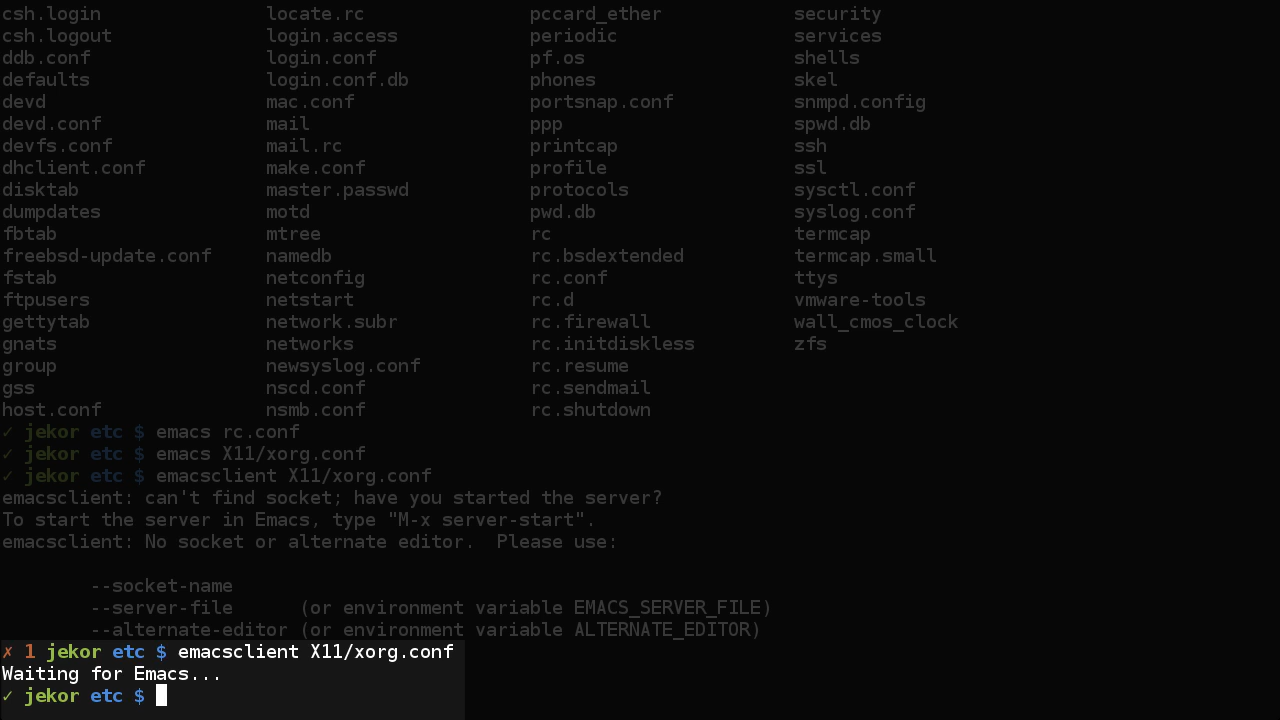 csh.login               locate.rc               pccard_ether            security
csh.logout              login.access            periodic                services
ddb.conf                login.conf              pf.os                   shells
defaults                login.conf.db           phones                  skel
devd                    mac.conf                portsnap.conf           snmpd.config
devd.conf               mail                    ppp                     spwd.db
devfs.conf              mail.rc                 printcap                ssh
dhclient.conf           make.conf               profile                 ssl
disktab                 master.passwd           protocols               sysctl.conf
dumpdates               motd                    pwd.db                  syslog.conf
fbtab                   mtree                   rc                      termcap
freebsd-update.conf     namedb                  rc.bsdextended          termcap.small
fstab                   netconfig               rc.conf                 ttys
ftpusers                netstart                rc.d                    vmware-tools
gettytab                network.subr            rc.firewall             wall_cmos_clock
gnats                   networks                rc.initdiskless         zfs
group                   newsyslog.conf          rc.resume
gss                     nscd.conf               rc.sendmail
host.conf               nsmb.conf               rc.shutdown
✓ jekor etc $ emacs rc.conf
✓ jekor etc $ emacs X11/xorg.conf
✓ jekor etc $ emacsclient X11/xorg.conf
emacsclient: can't find socket; have you started the server?
To start the server in Emacs, type "M-x server-start".
emacsclient: No socket or alternate editor.  Please use:
        --socket-name
        --server-file      (or environment variable EMACS_SERVER_FILE)
        --alternate-editor (or environment variable ALTERNATE_EDITOR)
✗ 1 jekor etc $ emacsclient X11/xorg.conf
Waiting for Emacs...
✓ jekor etc $